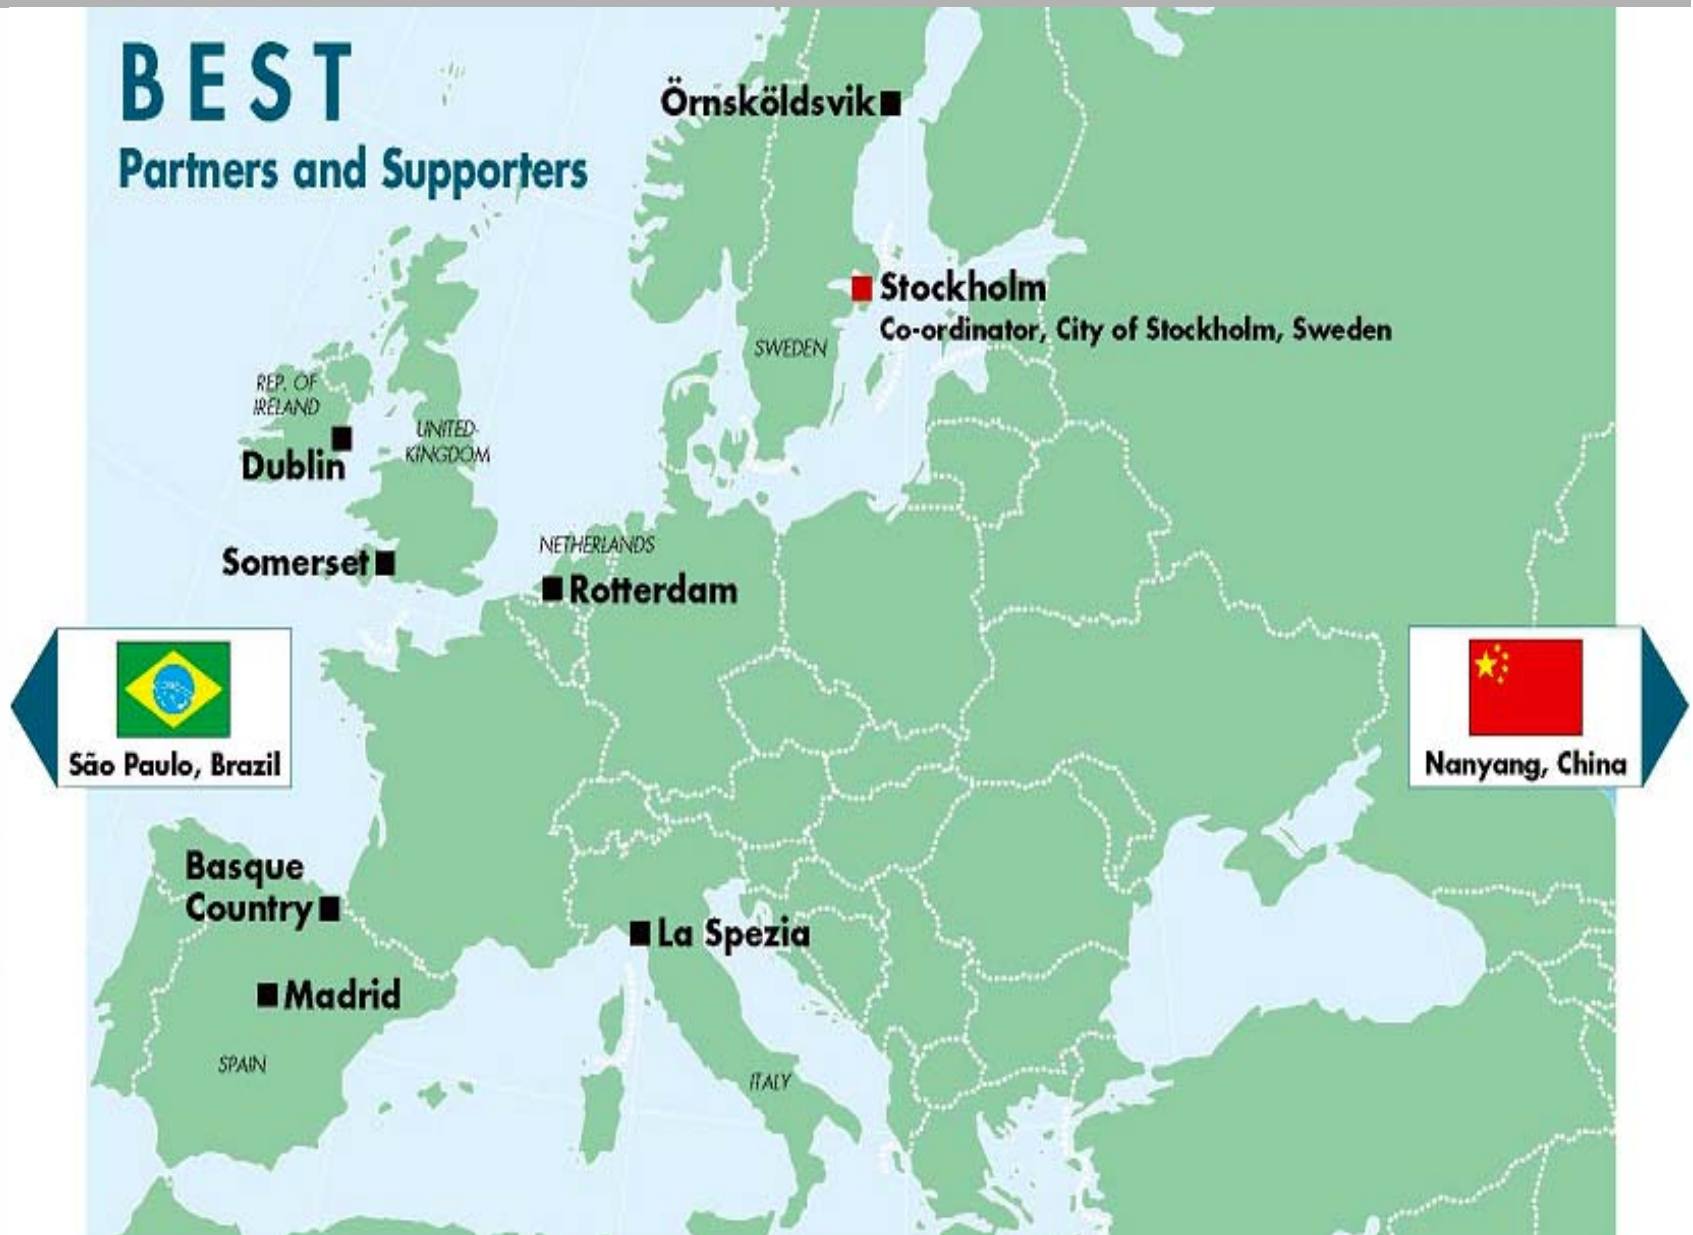 BEST
Partners and Supporters
Örnsköldsvik
Stockholm
Co-ordinator, City of Stockholm, Sweden
SWEDEN
REP. OF
IRELAND
UNITED-
KINGDOM
Dublin
NETHERLANDS
Somerset
Rotterdam
São Paulo, Brazil
Nanyang, China
Basque
Country
La Spezia
Madrid
SPAIN
ITALY